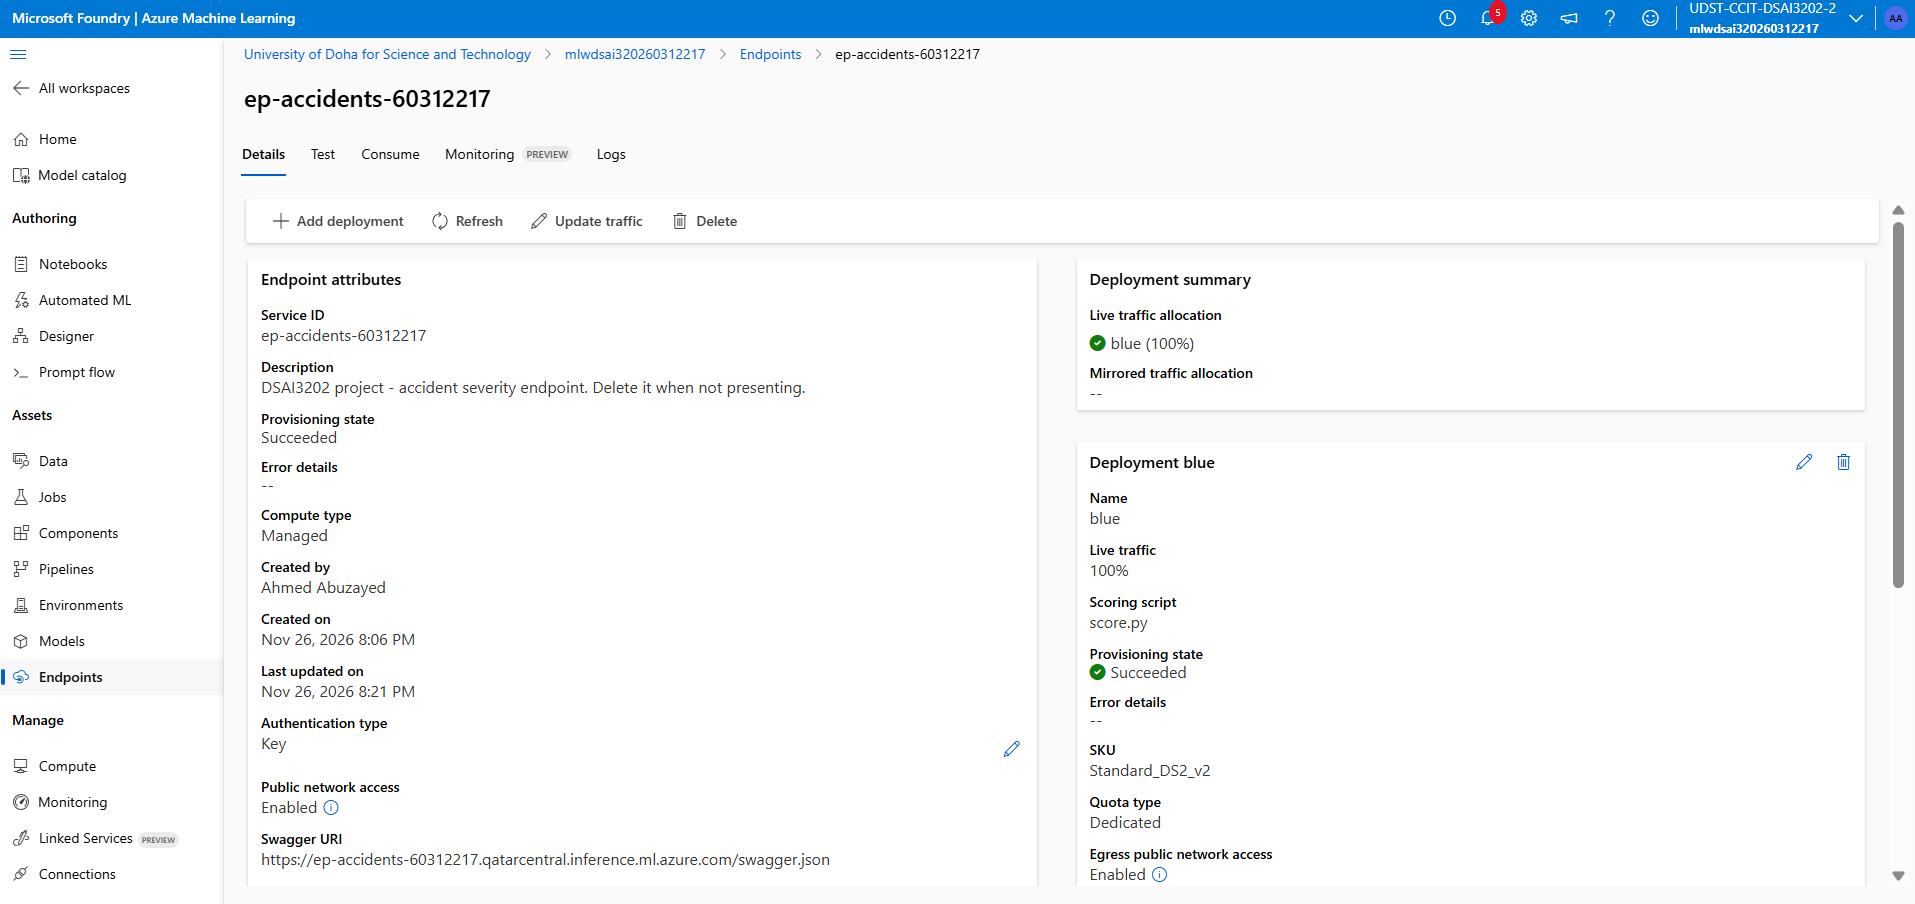 Microsoft Foundry | Azure Machine Learning
5
UDST-CCIT-DSAI3202-2
mlwdsai320260312217
AA
All workspaces
Home
Model catalog
Authoring
Notebooks
Automated ML
Designer
Prompt flow
Assets
Data
Jobs
Components
Pipelines
Environments
Models
Endpoints
Manage
Compute
Monitoring
Linked Services PREVIEW
Connections
University of Doha for Science and Technology > mlwdsai320260312217 > Endpoints > ep-accidents-60312217
ep-accidents-60312217
Details Test Consume Monitoring PREVIEW Logs
Add deployment Refresh Update traffic Delete
Endpoint attributes
Service ID
ep-accidents-60312217
Description
DSAI3202 project - accident severity endpoint. Delete it when not presenting.
Provisioning state
Succeeded
Error details
--
Compute type
Managed
Created by
Ahmed Abuzayed
Created on
Nov 26, 2026 8:06 PM
Last updated on
Nov 26, 2026 8:21 PM
Authentication type
Key
Public network access
Enabled
Swagger URI
https://ep-accidents-60312217.qatarcentral.inference.ml.azure.com/swagger.json
Deployment summary
Live traffic allocation
blue (100%)
Mirrored traffic allocation
--
Deployment blue
Name
blue
Live traffic
100%
Scoring script
score.py
Provisioning state
Succeeded
Error details
--
SKU
Standard_DS2_v2
Quota type
Dedicated
Egress public network access
Enabled